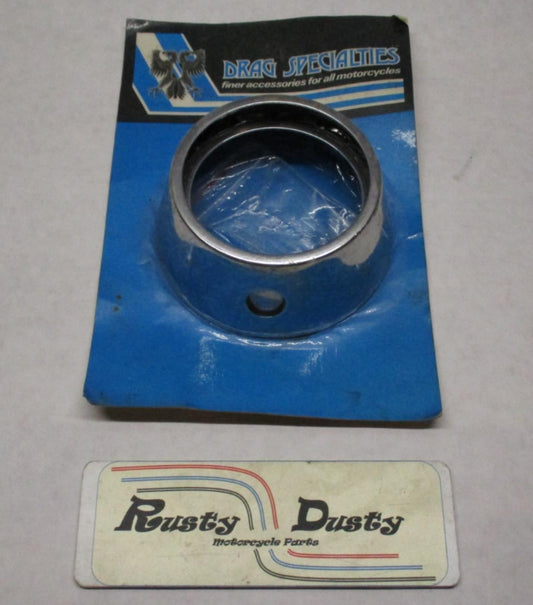 DRAG SPECIALTIES
finer accessories for all motorcycles
Rusty Dusty
Motorcycle Parts